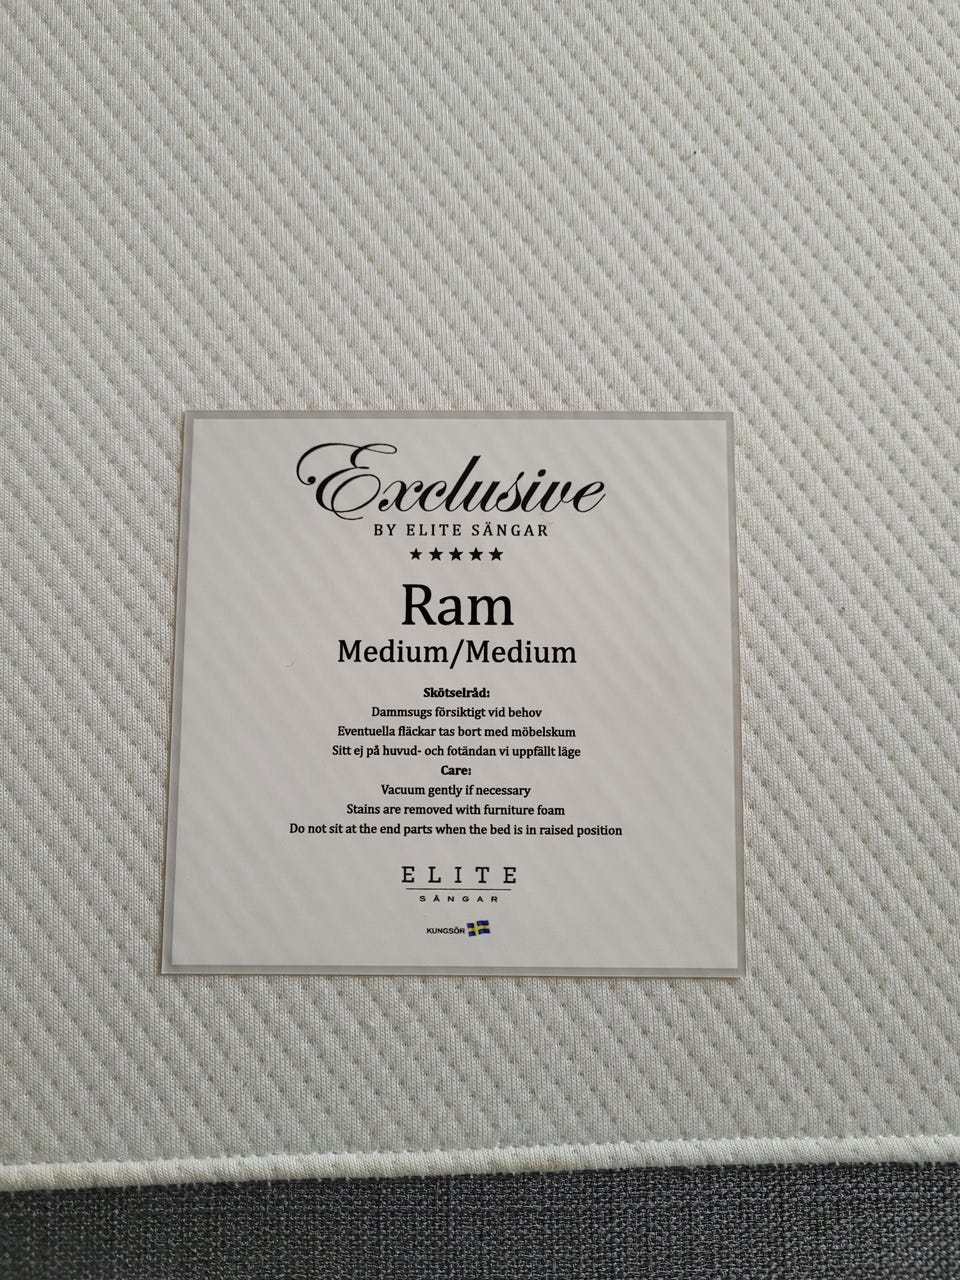 Exclusive
BY ELITE SÄNGAR
★★★★★
Ram
Medium/Medium
Skötselråd:
Dammsugs försiktigt vid behov
Eventuella fläckar tas bort med möbelskum
Sitt ej på huvud- och fotändan vi uppfällt läge
Care:
Vacuum gently if necessary
Stains are removed with furniture foam
Do not sit at the end parts when the bed is in raised position
ELITE
SÄNGAR
KUNGSÖR